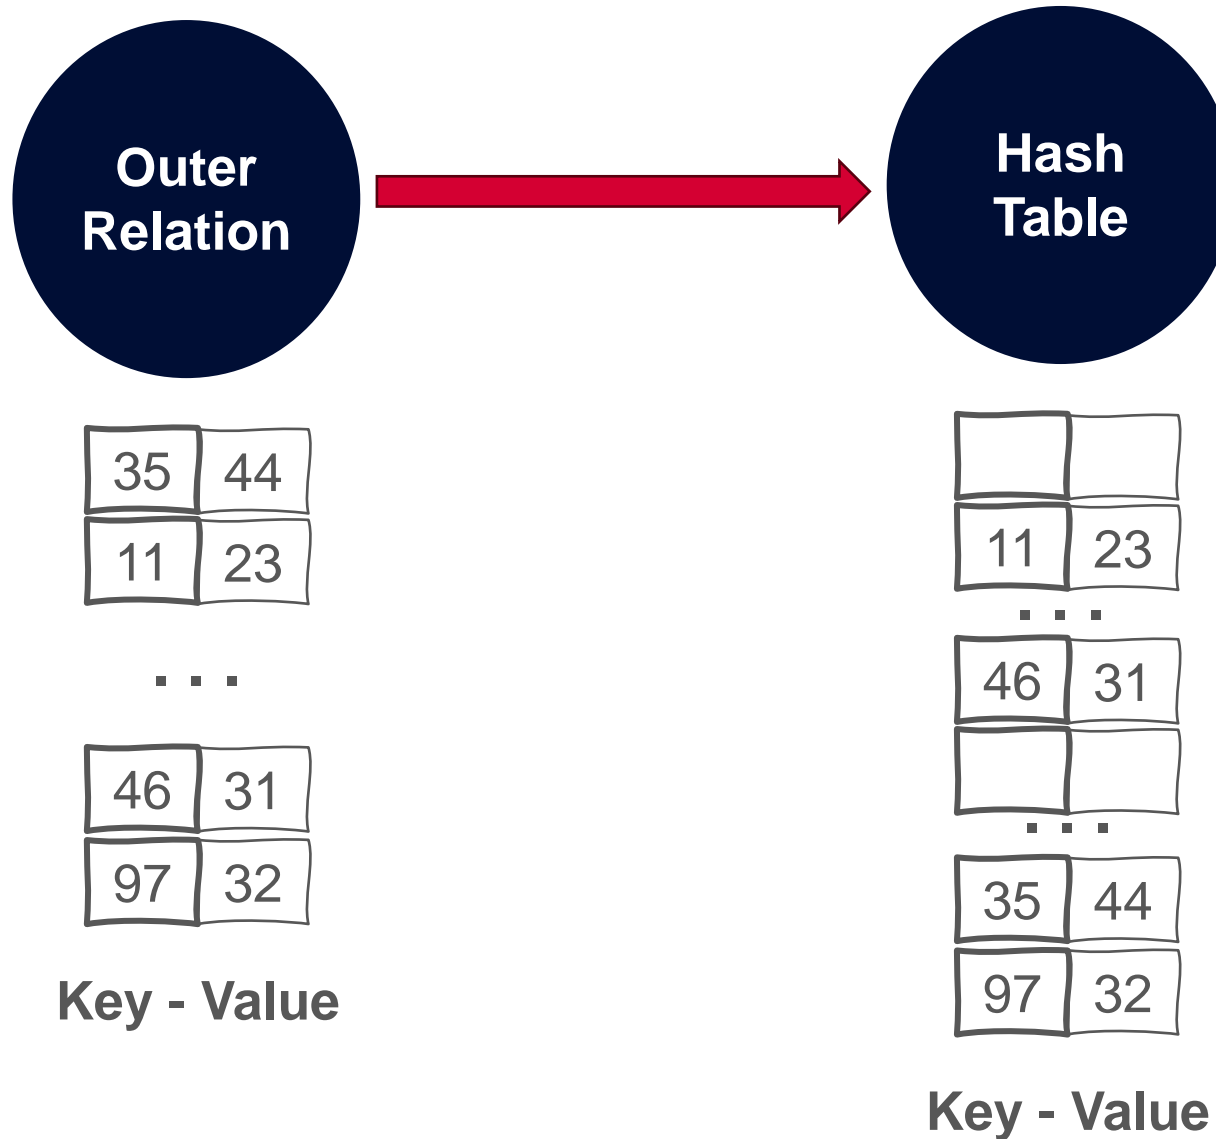 Outer
Relation
Hash
Table
35 44
11 23
. . .
46 31
97 32
Key - Value
11 23
. . .
46 31
. . .
35 44
97 32
Key - Value